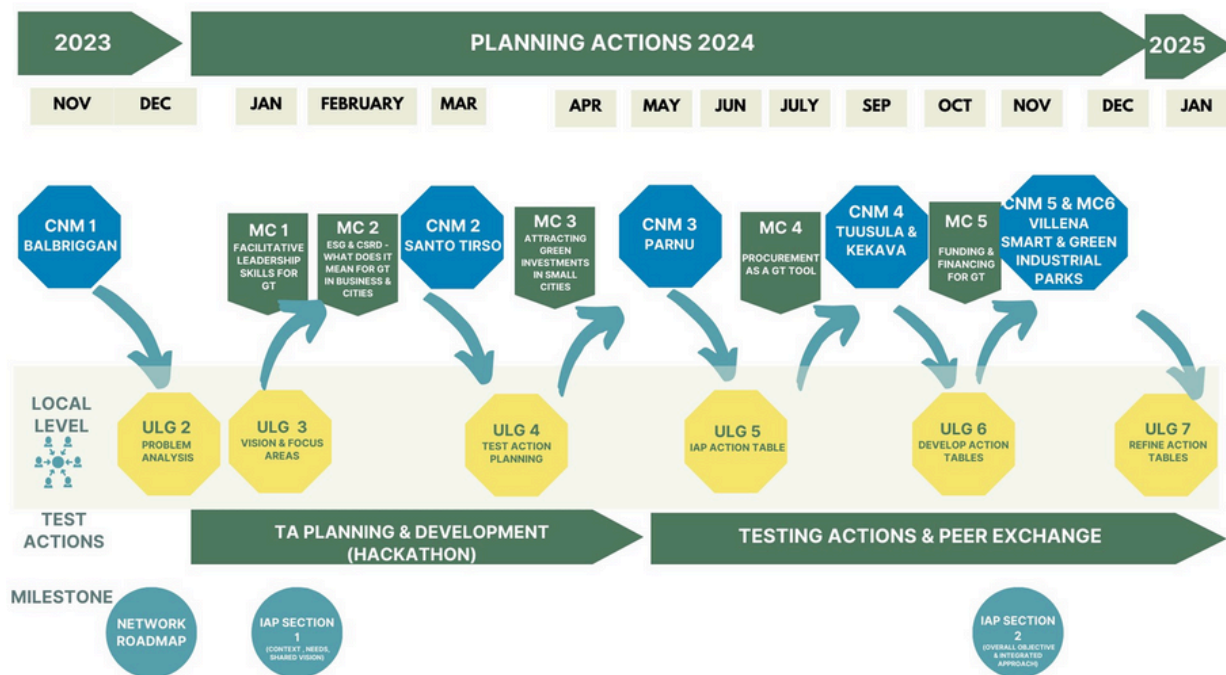 2023
PLANNING ACTIONS 2024
2025
NOV
DEC
JAN
FEBRUARY
MAR
APR
MAY
JUN
JULY
SEP
OCT
NOV
DEC
JAN
CNM 1
BALBRIGGAN
MC 1
FACILITATIVE
LEADERSHIP
SKILLS FOR
GT
MC 2
ESG & CSRD -
WHAT DOES IT
MEAN FOR GT
IN BUSINESS &
CITIES
CNM 2
SANTO TIRSO
MC 3
ATTRACTING
GREEN
INVESTMENTS
IN SMALL
CITIES
CNM 3
PARNU
MC 4
PROCUREMENT
AS A GT TOOL
CNM 4
TUUSULA &
KEKAVA
MC 5
FUNDING &
FINANCING
FOR GT
CNM 5 & MC6
VILLENA
SMART & GREEN
INDUSTRIAL
PARKS
LOCAL
LEVEL
ULG 2
PROBLEM
ANALYSIS
ULG 3
VISION & FOCUS
AREAS
ULG 4
TEST ACTION
PLANNING
ULG 5
IAP ACTION TABLE
ULG 6
DEVELOP ACTION
TABLES
ULG 7
REFINE ACTION
TABLES
TEST
ACTIONS
TA PLANNING & DEVELOPMENT
(HACKATHON)
TESTING ACTIONS & PEER EXCHANGE
MILESTONE
NETWORK
ROADMAP
IAP SECTION
1
(CONTEXT , NEEDS,
SHARED VISION)
IAP SECTION
2
(OVERALL OBJECTIVE
& INTEGRATED
APPROACH)